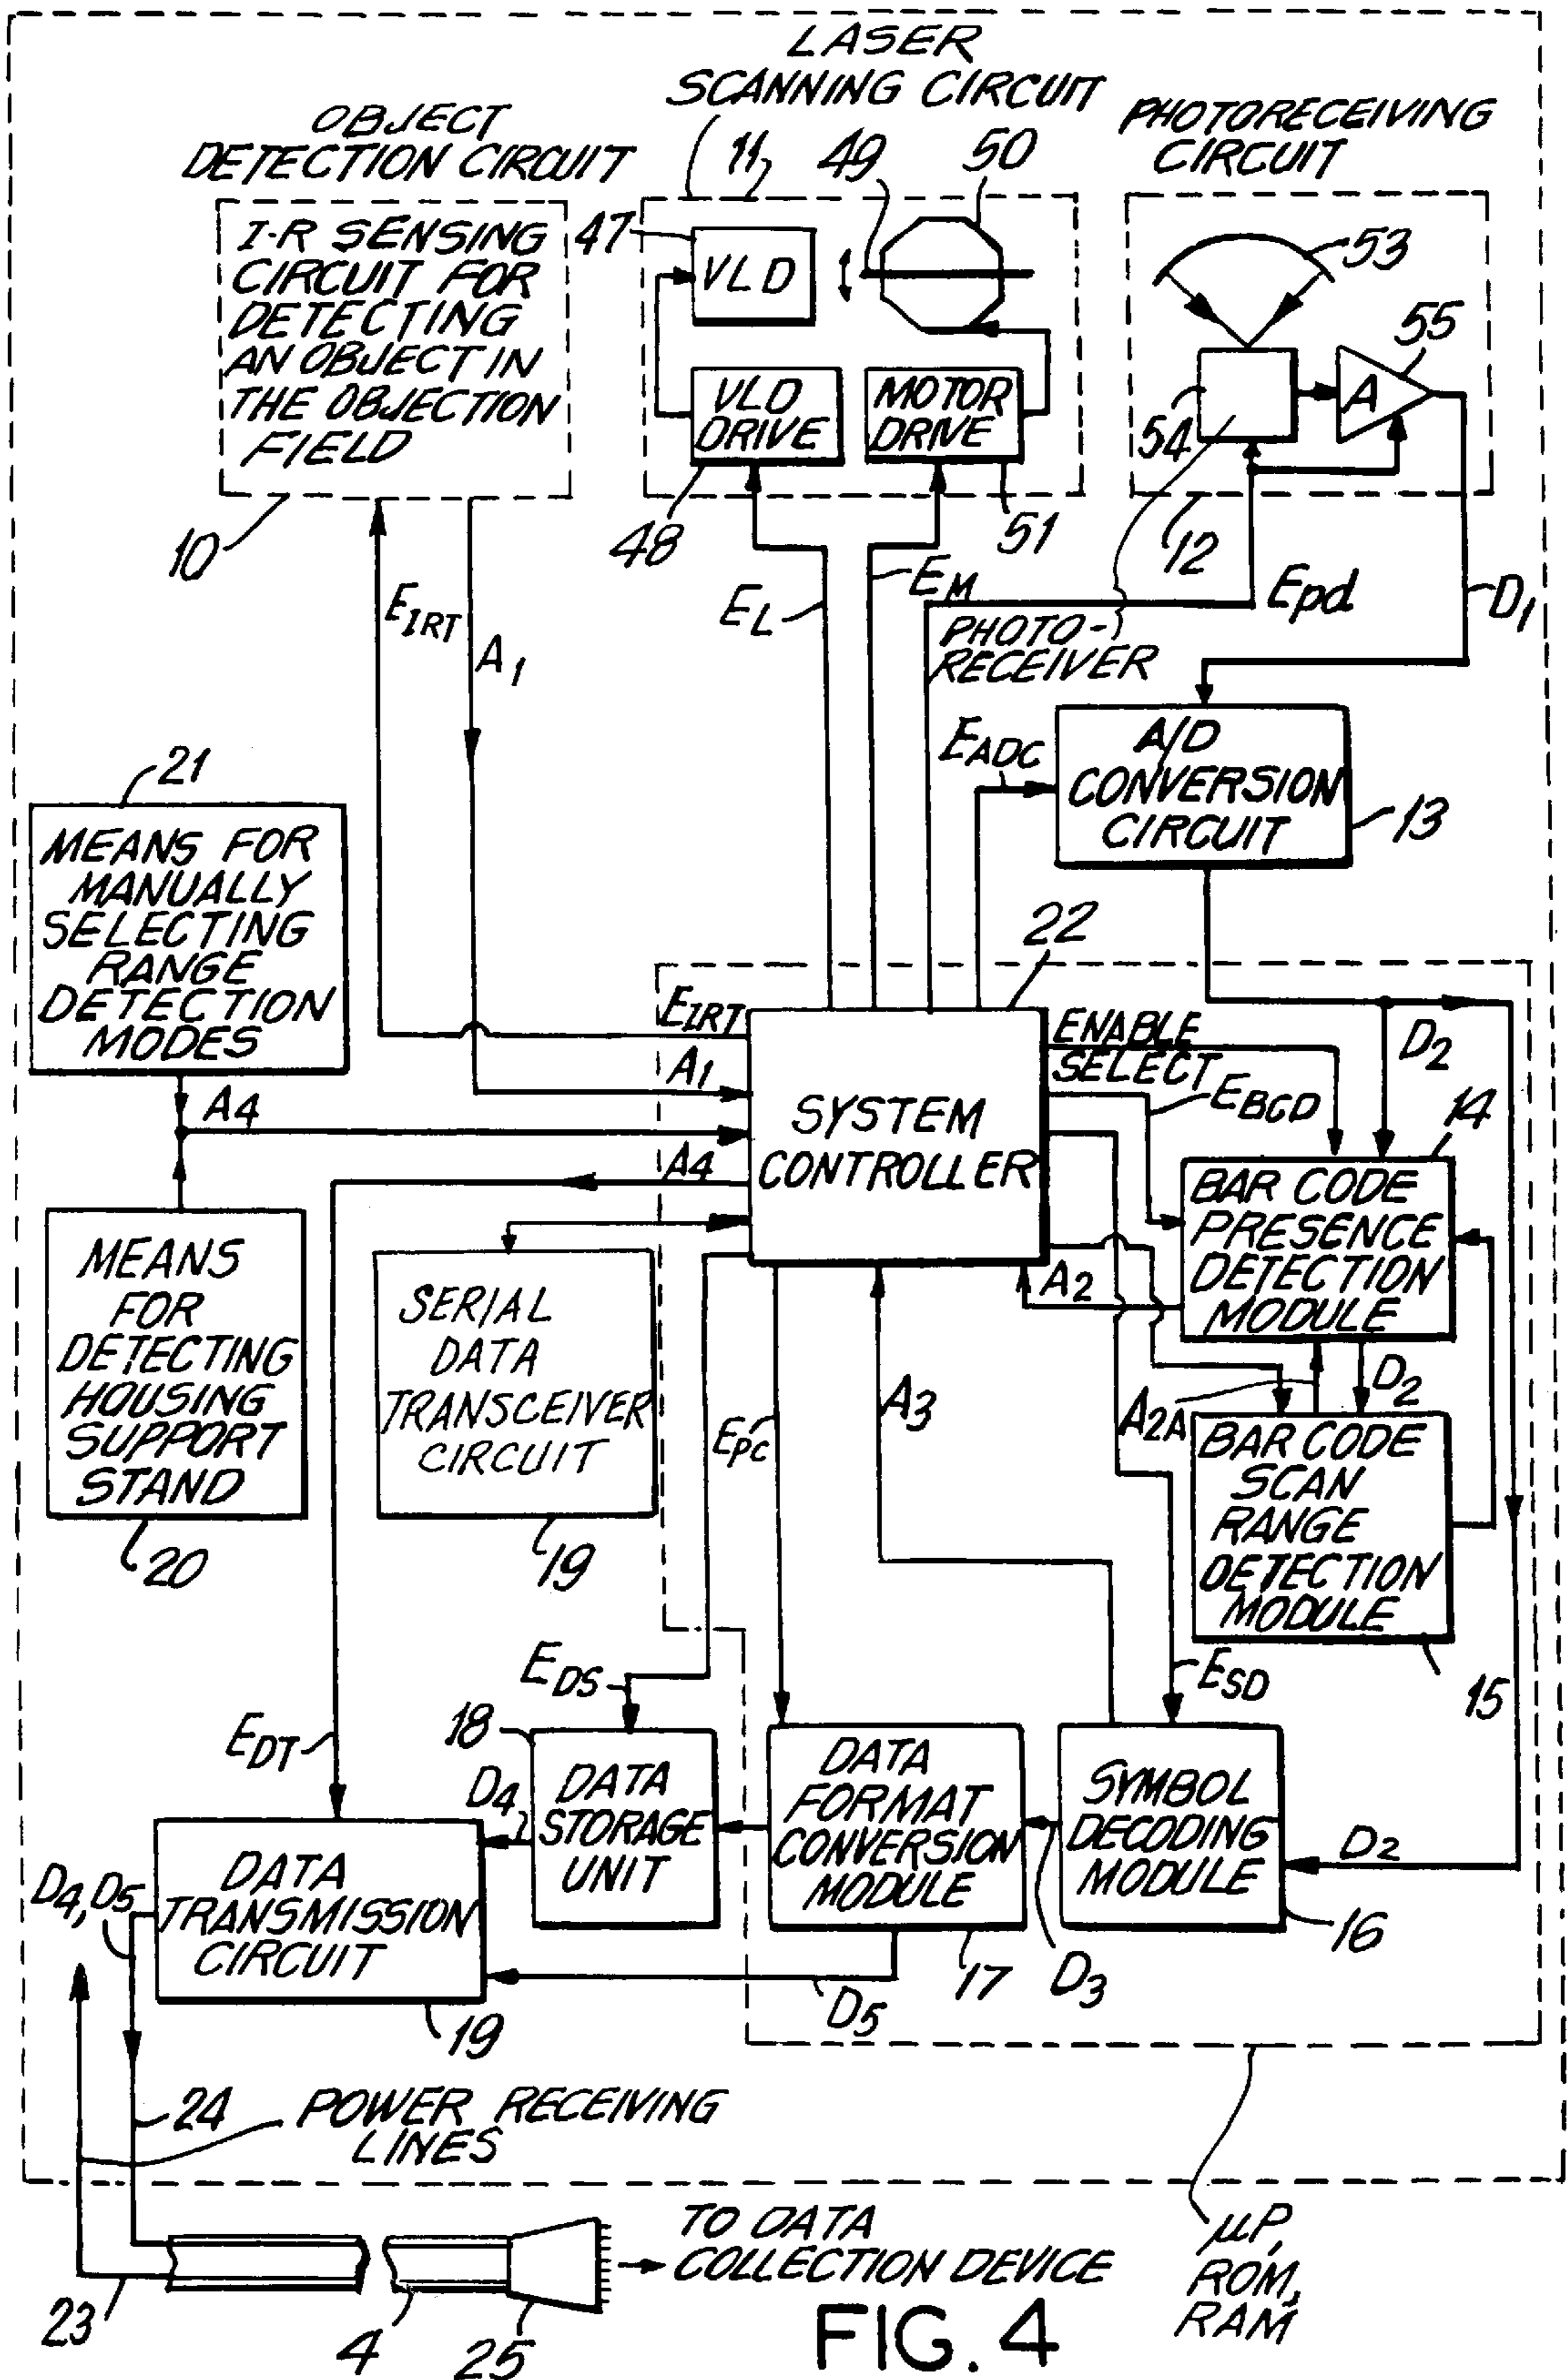 LASER
SCANNING CIRCUIT
OBJECT
DETECTION CIRCUIT
PHOTORECEIVING
CIRCUIT
11
49
50
I-R SENSING
CIRCUIT FOR
DETECTING
AN OBJECT IN
THE OBJECTION
FIELD
47
VLD
53
55
VLD
DRIVE
MOTOR
DRIVE
54
A
10
48
51
12
EIRT
A1
EL
EM
Epd
D1
PHOTO-
RECEIVER
EADC
A/D
CONVERSION
CIRCUIT
13
21
MEANS FOR
MANUALLY
SELECTING
RANGE
DETECTION
MODES
22
EIRT
A1
ENABLE
SELECT
D2
EBCD
14
A4
SYSTEM
CONTROLLER
A4
BAR CODE
PRESENCE
DETECTION
MODULE
A2
MEANS
FOR
DETECTING
HOUSING
SUPPORT
STAND
20
SERIAL
DATA
TRANSCEIVER
CIRCUIT
19
EPC
A3
A2A
D2
BAR CODE
SCAN
RANGE
DETECTION
MODULE
15
EDS
ESD
EDT
18
D4
DATA
STORAGE
UNIT
DATA
FORMAT
CONVERSION
MODULE
SYMBOL
DECODING
MODULE
D2
D4, D5
DATA
TRANSMISSION
CIRCUIT
19
D5
17
D3
16
24
POWER RECEIVING
LINES
TO DATA
COLLECTION DEVICE
µP,
ROM,
RAM
23
4
25
FIG. 4